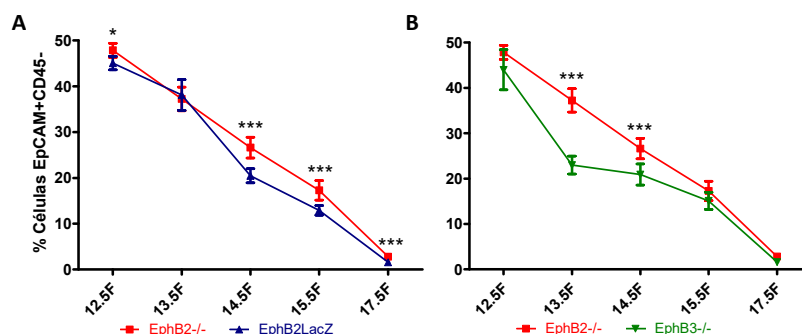 A
% Células EpCAM+CD45-
50
40
30
20
10
0
*
***
***
***
12.5F
13.5F
14.5F
15.5F
17.5F
EphB2-/-
EphB2LacZ
B
50
40
30
20
10
0
***
***
12.5F
13.5F
14.5F
15.5F
17.5F
EphB2-/-
EphB3-/-